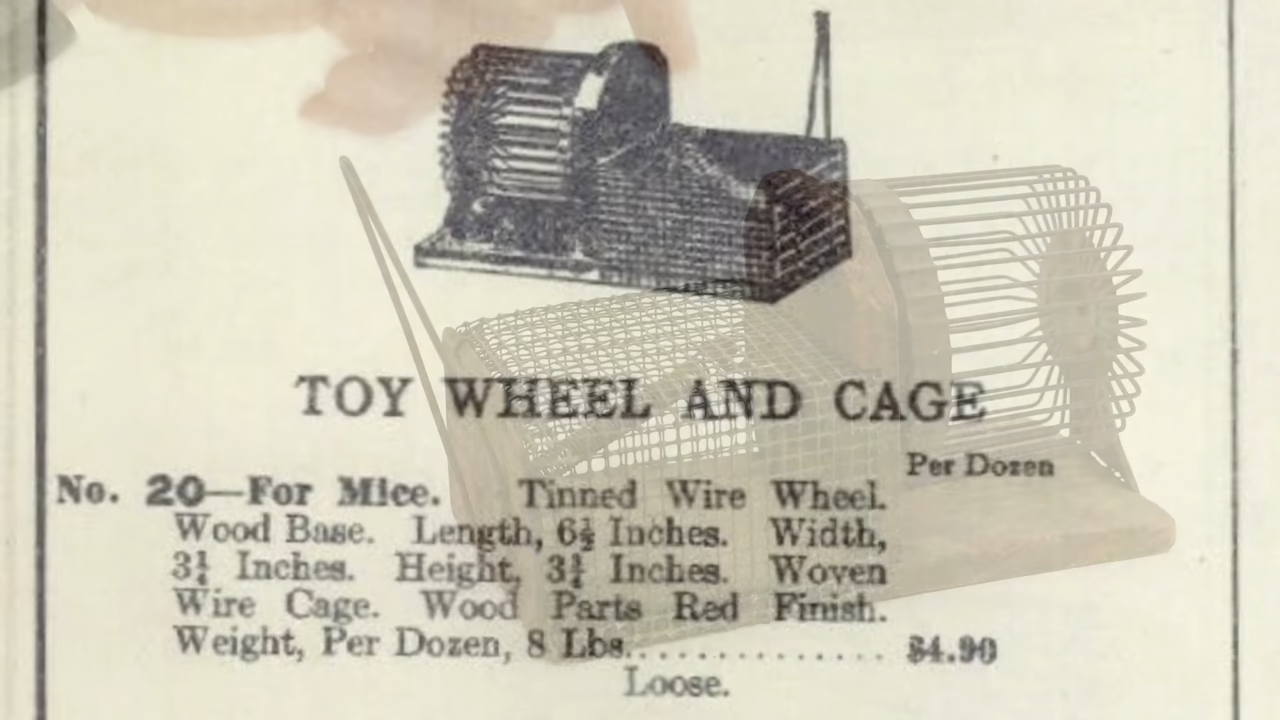 TOY WHEEL AND CAGE
Per Dozen
No. 20—For Mice. Tinned Wire Wheel.
Wood Base. Length, 6½ Inches. Width,
3¼ Inches. Height, 3¾ Inches. Woven
Wire Cage. Wood Parts Red Finish.
Weight, Per Dozen, 8 Lbs............... $4.90
Loose.